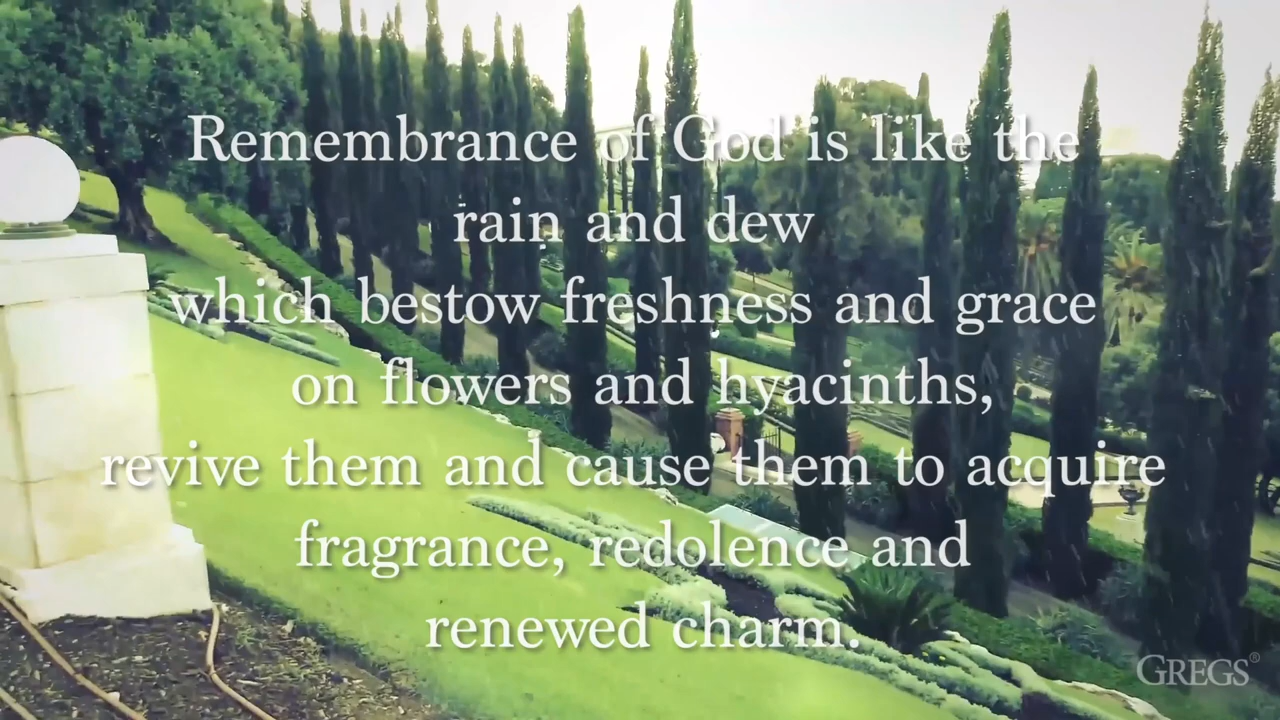 Remembrance of God is like the
rain and dew
which bestow freshness and grace
on flowers and hyacinths,
revive them and cause them to acquire
fragrance, redolence and
renewed charm.
GREGS®